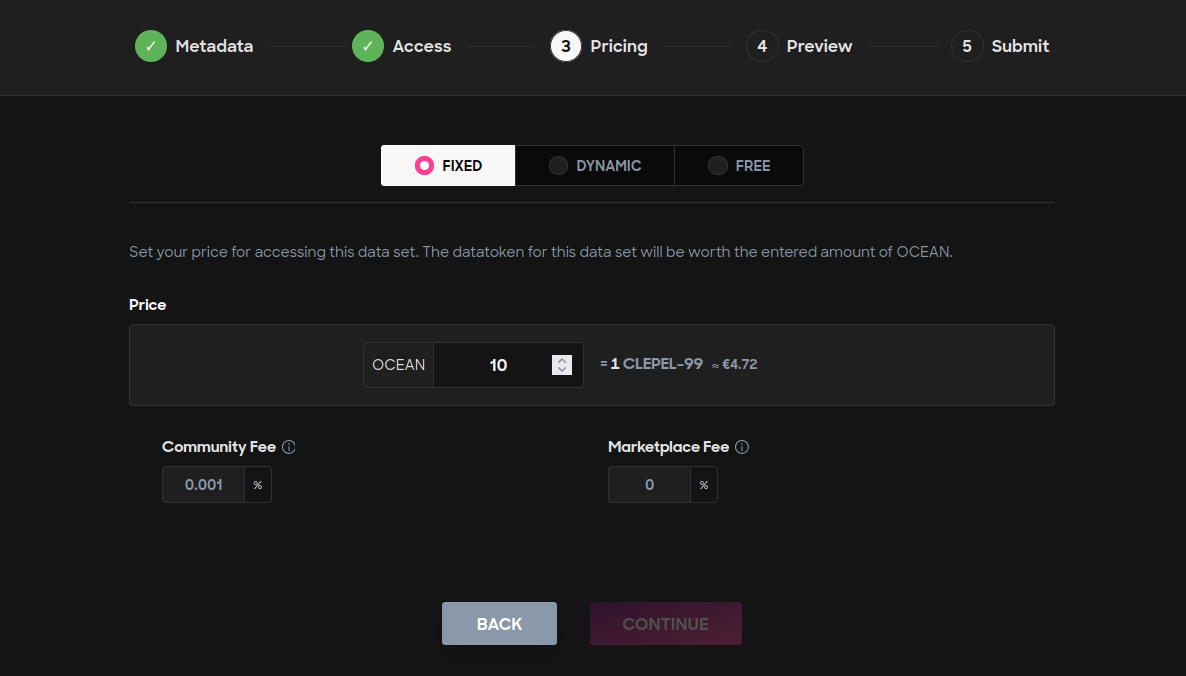 ✓ Metadata ✓ Access 3 Pricing 4 Preview 5 Submit
FIXED DYNAMIC FREE
Set your price for accessing this data set. The datatoken for this data set will be worth the entered amount of OCEAN.
Price
OCEAN 10 = 1 CLEPEL-99 ≈ €4.72
Community Fee Marketplace Fee
0.001 % 0 %
BACK CONTINUE